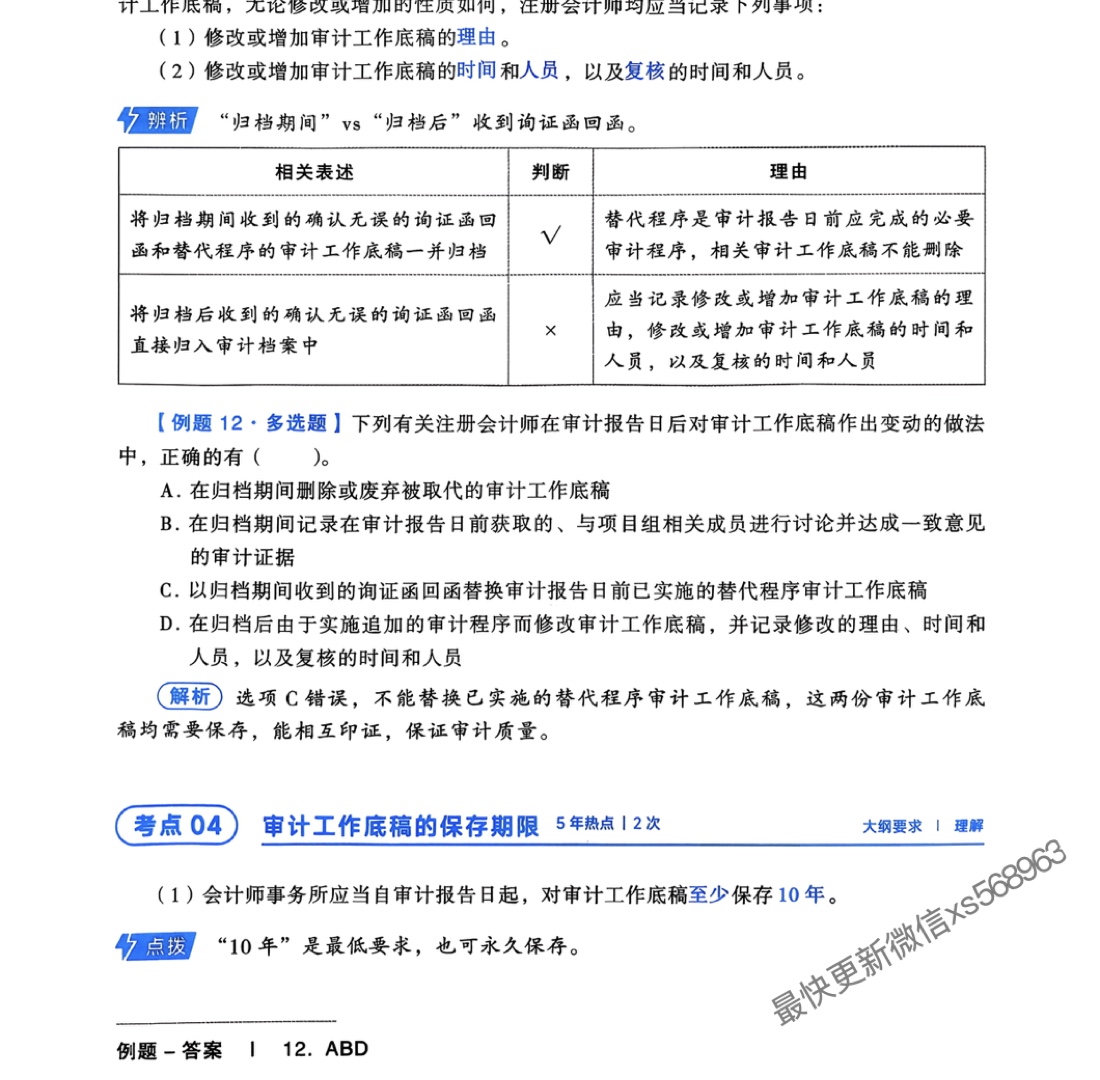 计工作底稿，无论修改或增加的性质如何，注册会计师均应当记录下列事项：
（1）修改或增加审计工作底稿的理由。
（2）修改或增加审计工作底稿的时间和人员，以及复核的时间和人员。
辨析 “归档期间”vs“归档后”收到询证函回函。
相关表述 判断 理由
将归档期间收到的确认无误的询证函回
函和替代程序的审计工作底稿一并归档
√
替代程序是审计报告日前应完成的必要
审计程序，相关审计工作底稿不能删除
将归档后收到的确认无误的询证函回函
直接归入审计档案中
×
应当记录修改或增加审计工作底稿的理
由，修改或增加审计工作底稿的时间和
人员，以及复核的时间和人员
【例题 12·多选题】下列有关注册会计师在审计报告日后对审计工作底稿作出变动的做法
中，正确的有（ ）。
A. 在归档期间删除或废弃被取代的审计工作底稿
B. 在归档期间记录在审计报告日前获取的、与项目组相关成员进行讨论并达成一致意见
的审计证据
C. 以归档期间收到的询证函回函替换审计报告日前已实施的替代程序审计工作底稿
D. 在归档后由于实施追加的审计程序而修改审计工作底稿，并记录修改的理由、时间和
人员，以及复核的时间和人员
解析 选项 C 错误，不能替换已实施的替代程序审计工作底稿，这两份审计工作底
稿均需要保存，能相互印证，保证审计质量。
考点 04 审计工作底稿的保存期限 5 年热点 | 2 次 大纲要求 | 理解
（1）会计师事务所应当自审计报告日起，对审计工作底稿至少保存 10 年。
点拨 “10 年”是最低要求，也可永久保存。
最快更新微信xs568963
例题 – 答案 | 12. ABD